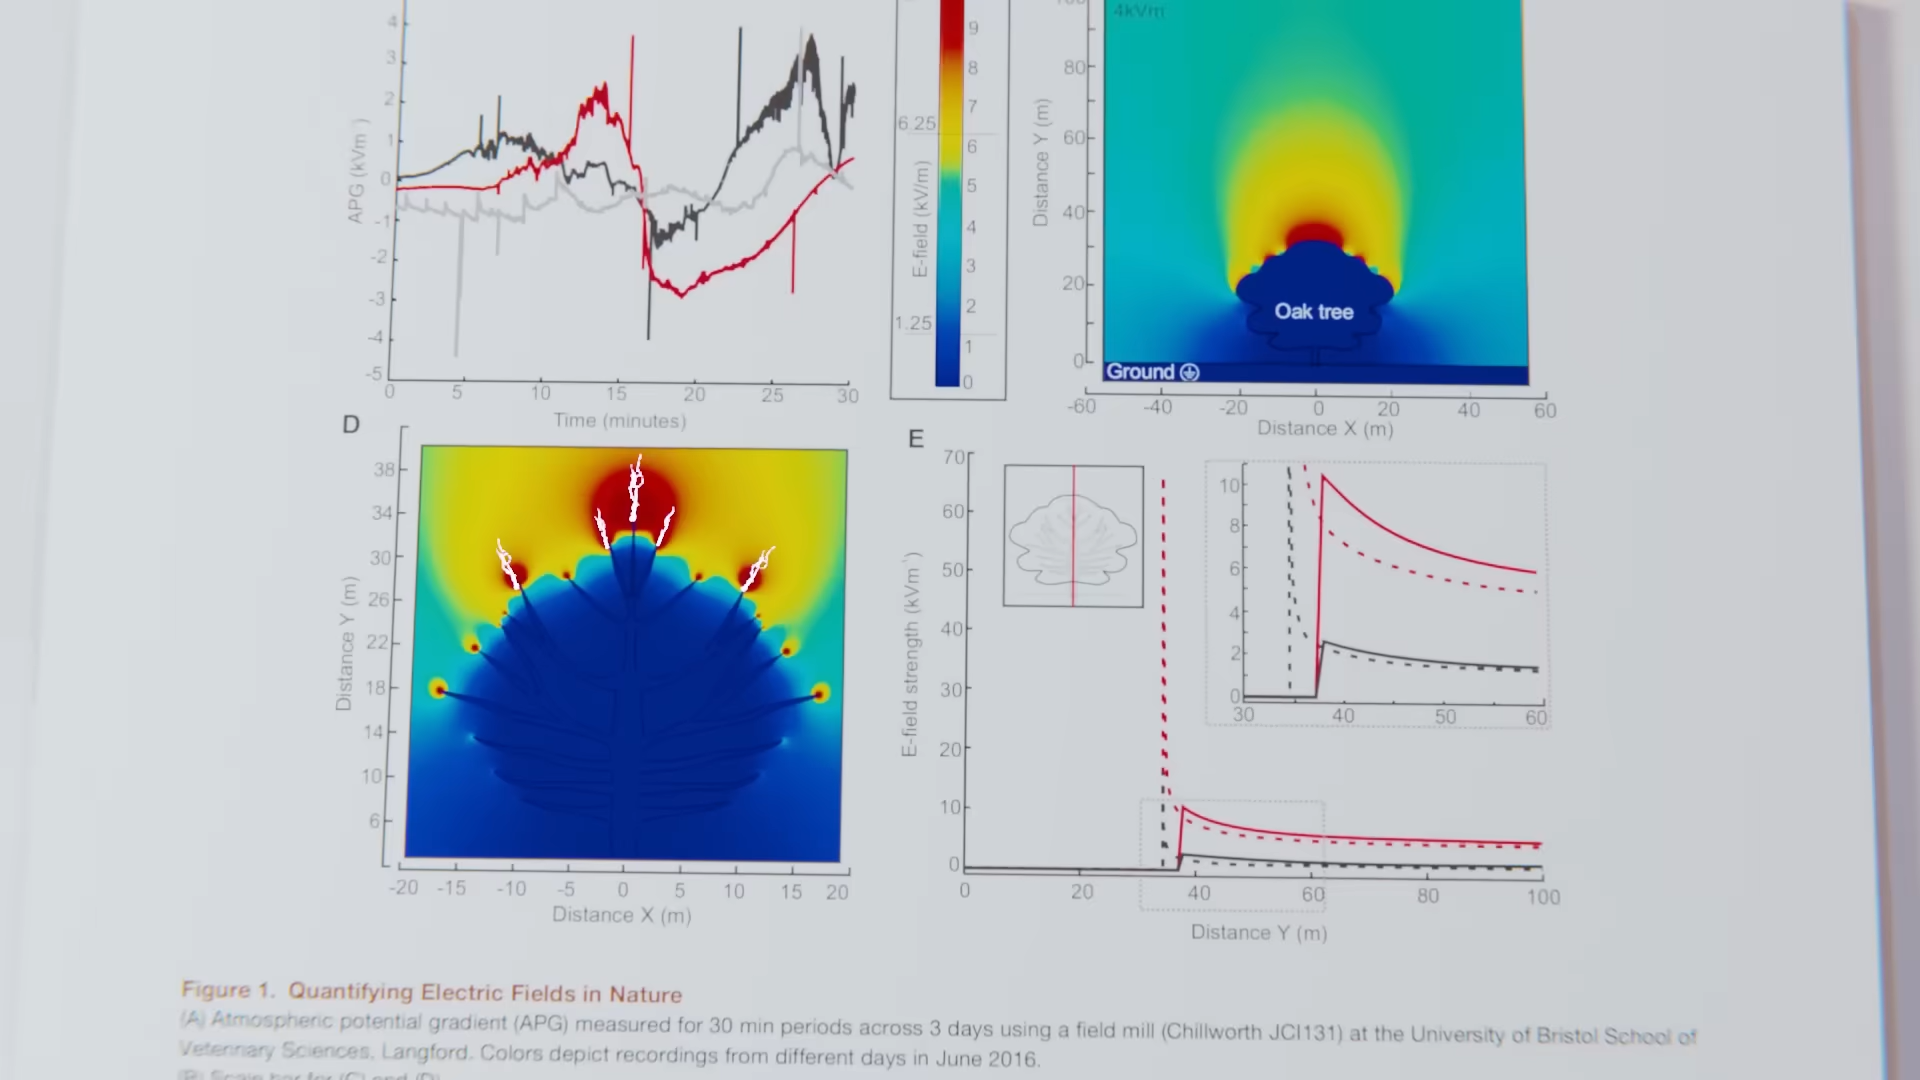 4
3
2
1
0
-1
-2
-3
-4
-5
APG (kVm⁻¹)
0 5 10 15 20 25 30
Time (minutes)
9
8
7
6.25
6
5
4
3
2
1.25
1
0
E-field (kV/m)
4kV/m
80
60
40
20
0
Distance Y (m)
Oak tree
Ground
-60 -40 -20 0 20 40 60
Distance X (m)
D
38
34
30
26
22
18
14
10
6
Distance Y (m)
-20 -15 -10 -5 0 5 10 15 20
Distance X (m)
E
70
60
50
40
30
20
10
0
E-field strength (kVm⁻¹)
0 20 40 60 80 100
Distance Y (m)
10
8
6
4
2
0
30 40 50 60
Figure 1. Quantifying Electric Fields in Nature
(A) Atmospheric potential gradient (APG) measured for 30 min periods across 3 days using a field mill (Chillworth JCI131) at the University of Bristol School of
Veterinary Sciences, Langford. Colors depict recordings from different days in June 2016.
(B) Scale bar for (C) and (D).